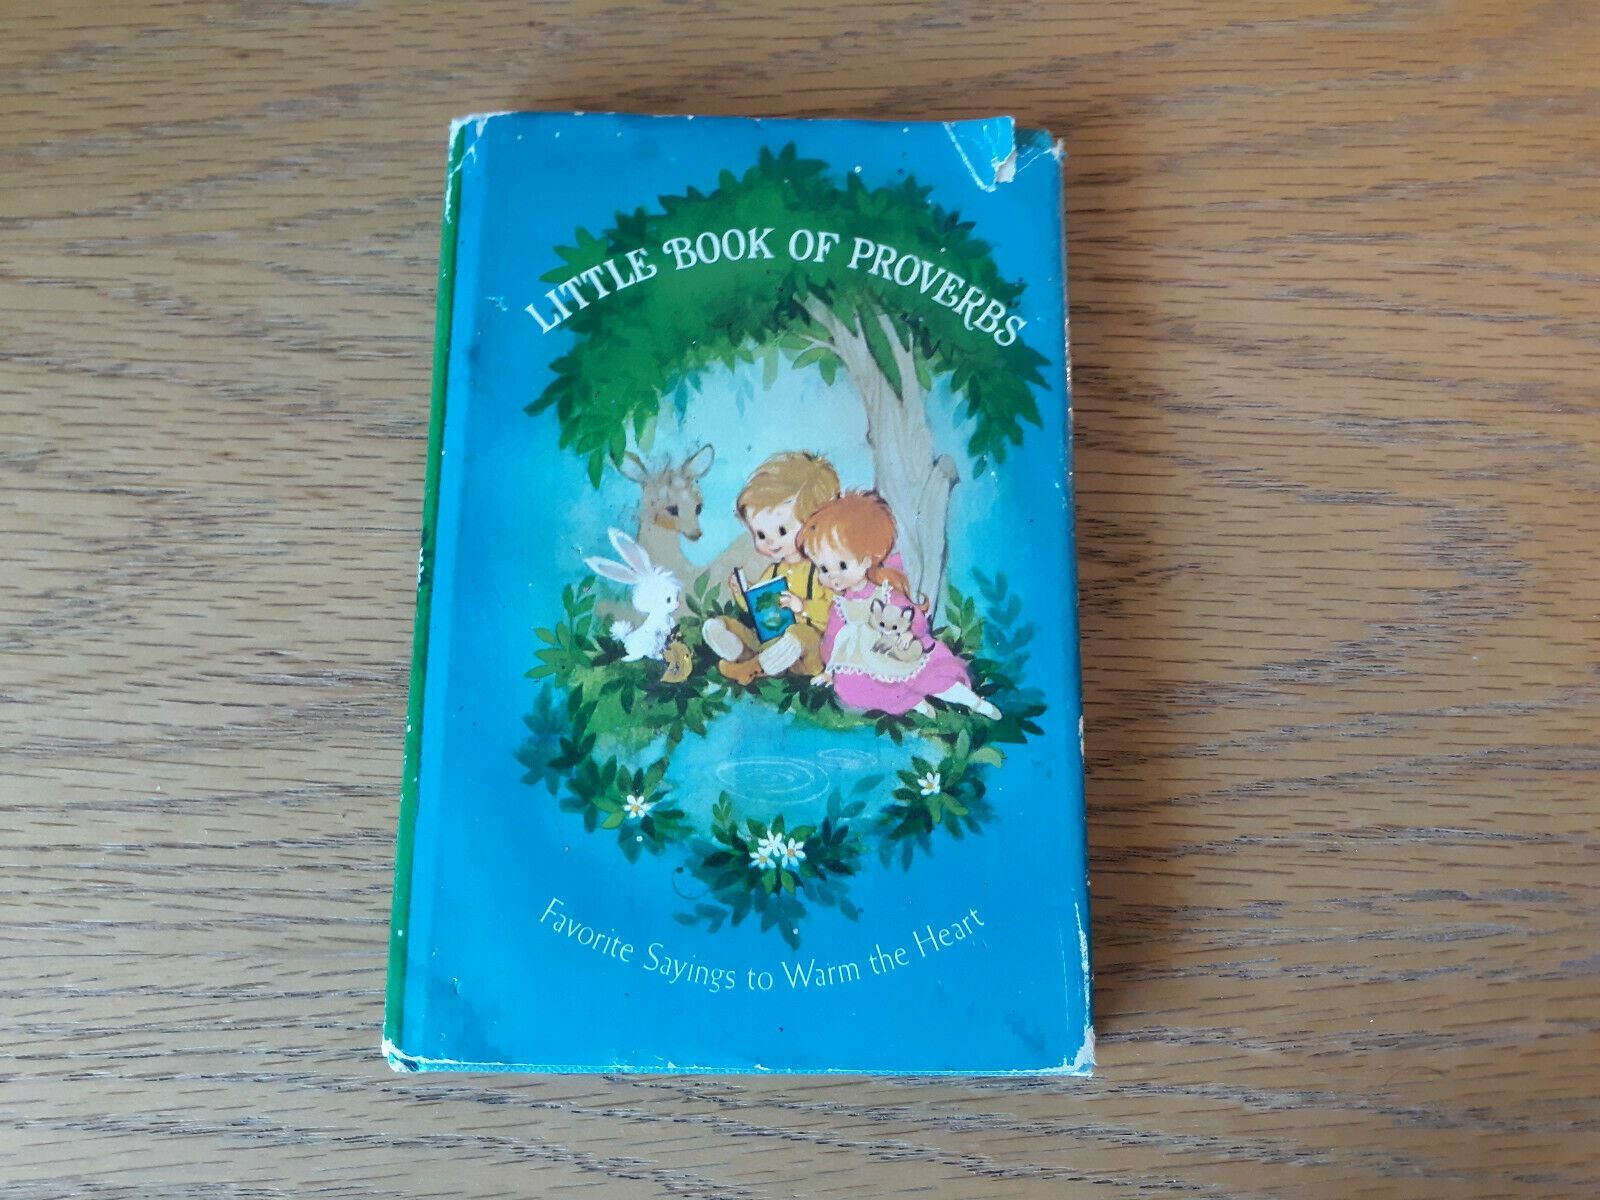 LITTLE BOOK OF PROVERBS
Favorite Sayings to Warm the Heart